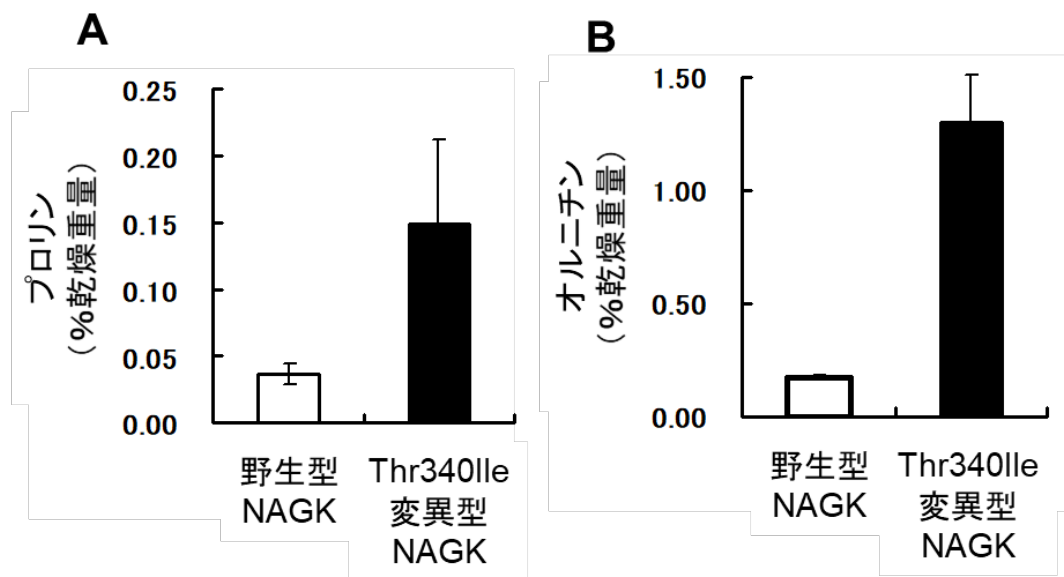 A
プロリン
(%乾燥重量)
0.25
0.20
0.15
0.10
0.05
0.00
野生型
NAGK
Thr340Ile
変異型
NAGK
B
オルニチン
(%乾燥重量)
1.50
1.00
0.50
0.00
野生型
NAGK
Thr340Ile
変異型
NAGK